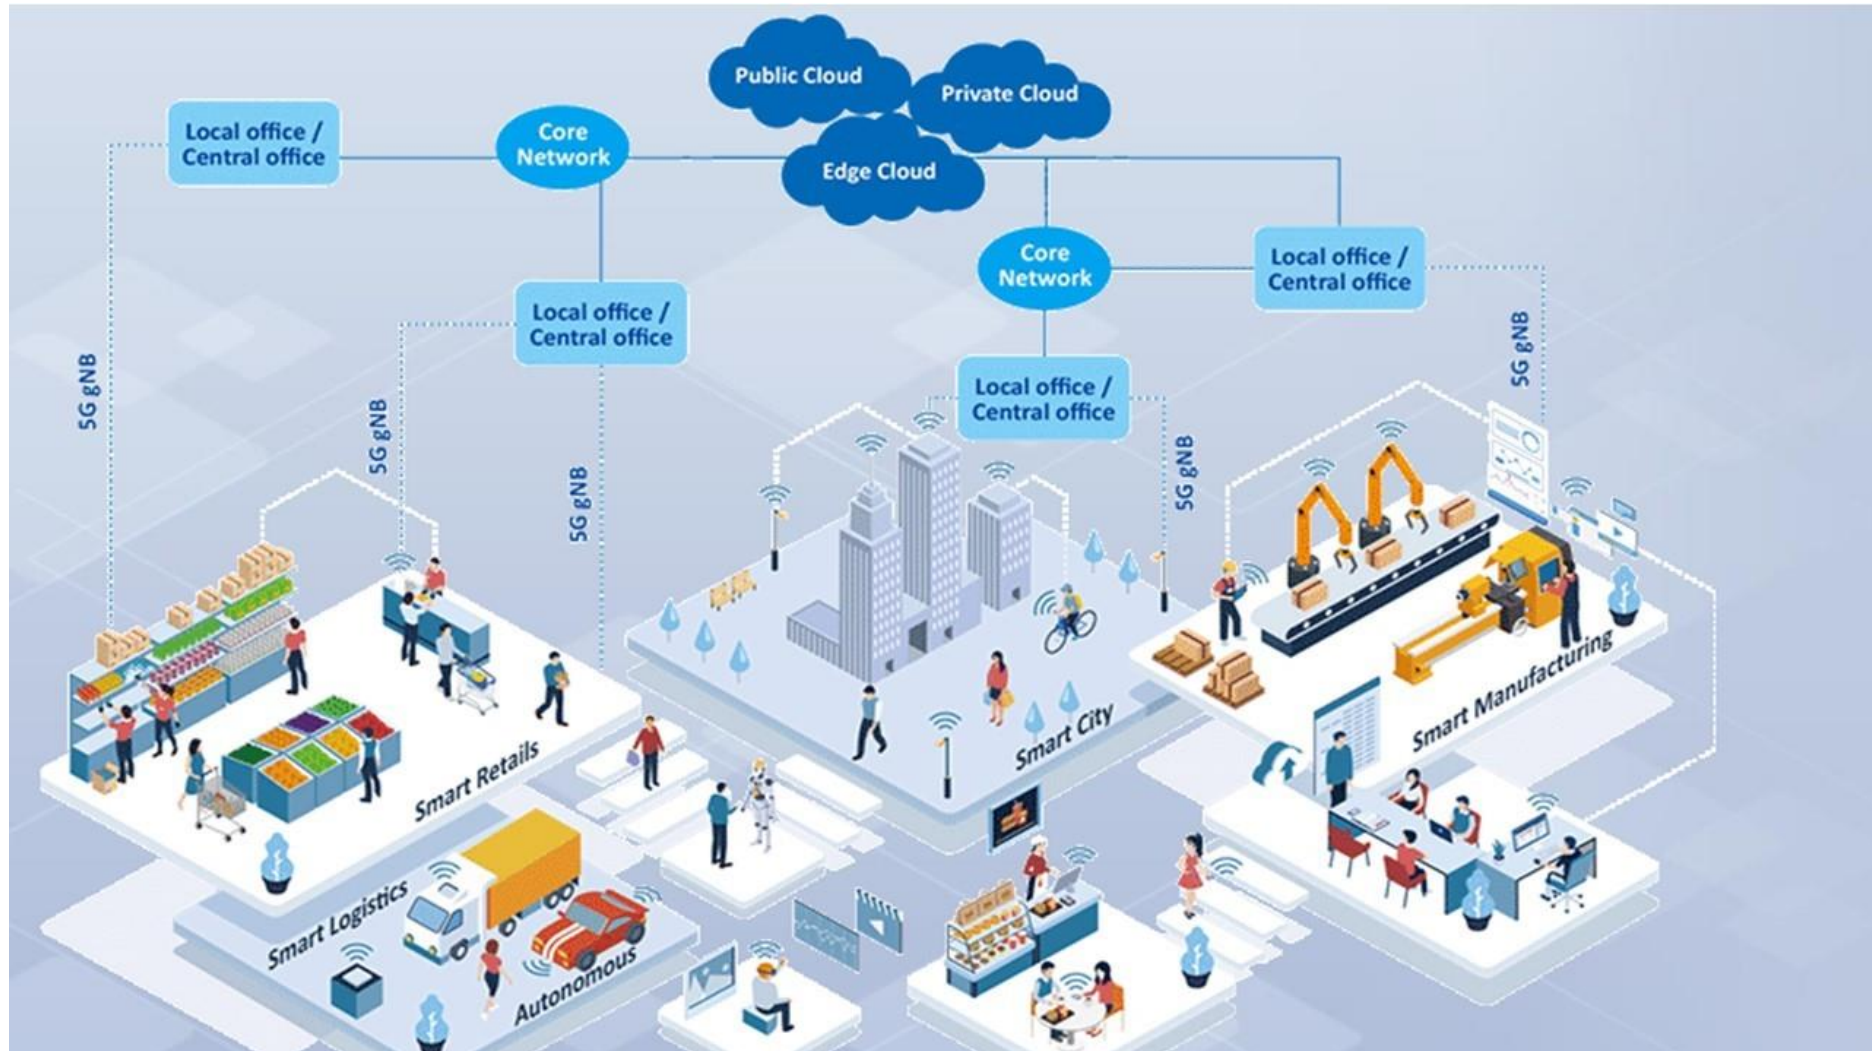 Public Cloud
Private Cloud
Edge Cloud
Local office /
Central office
Core
Network
Local office /
Central office
Core
Network
Local office /
Central office
Local office /
Central office
5G gNB
5G gNB
5G gNB
5G gNB
5G gNB
Smart Retails
Smart City
Smart Manufacturing
Smart Logistics
Autonomous